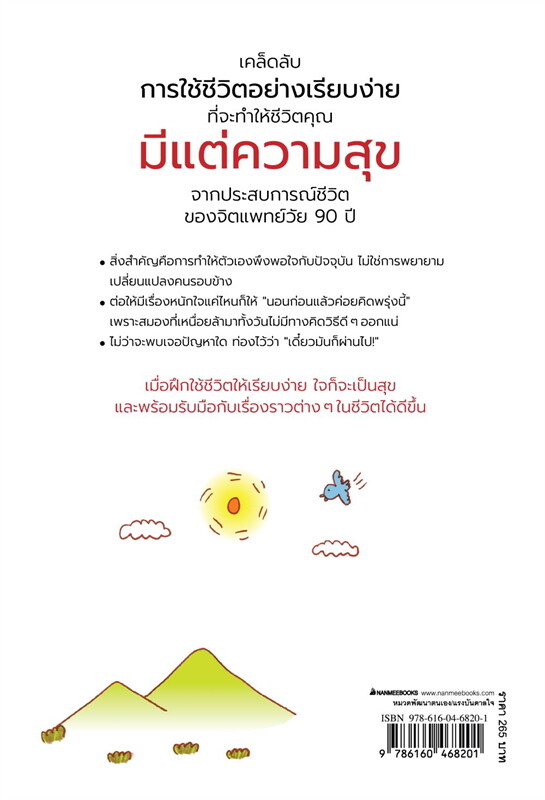 เคล็ดลับ
การใช้ชีวิตอย่างเรียบง่าย
ที่จะทำให้ชีวิตคุณ
มีแต่ความสุข
จากประสบการณ์ชีวิต
ของจิตแพทย์วัย 90 ปี
• สิ่งสำคัญคือการทำให้ตัวเองพึงพอใจกับปัจจุบัน ไม่ใช่การพยายาม
เปลี่ยนแปลงคนรอบข้าง
• ต่อให้มีเรื่องหนักใจแค่ไหนก็ให้ "นอนก่อนแล้วค่อยคิดพรุ่งนี้"
เพราะสมองที่เหนื่อยล้ามาทั้งวันไม่มีทางคิดวิธีดี ๆ ออกแน่
• ไม่ว่าจะพบเจอปัญหาใด ท่องไว้ว่า "เดี๋ยวมันก็ผ่านไป!"
เมื่อฝึกใช้ชีวิตให้เรียบง่าย ใจก็จะเป็นสุข
และพร้อมรับมือกับเรื่องราวต่าง ๆ ในชีวิตได้ดีขึ้น
NANMEEBOOKS www.nanmeebooks.com
หมวดพัฒนาตนเอง/แรงบันดาลใจ
ISBN 978-616-04-6820-1
9 786160 468201
ราคา 265 บาท